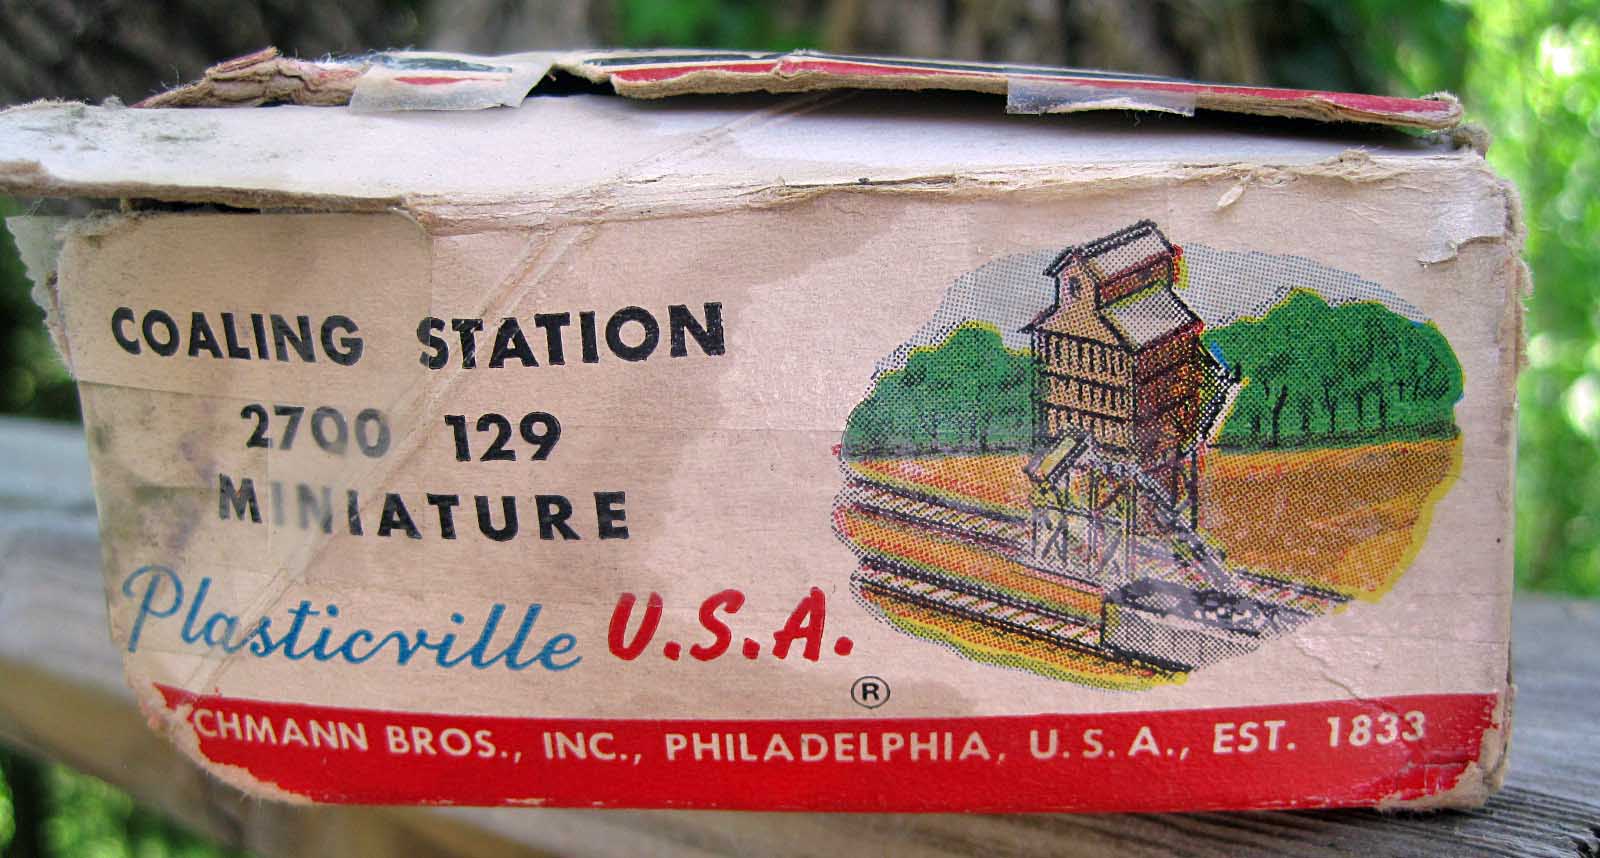 COALING STATION
2700 129
MINIATURE
Plasticville U.S.A.
®
CHMANN BROS., INC., PHILADELPHIA, U.S.A., EST. 1833